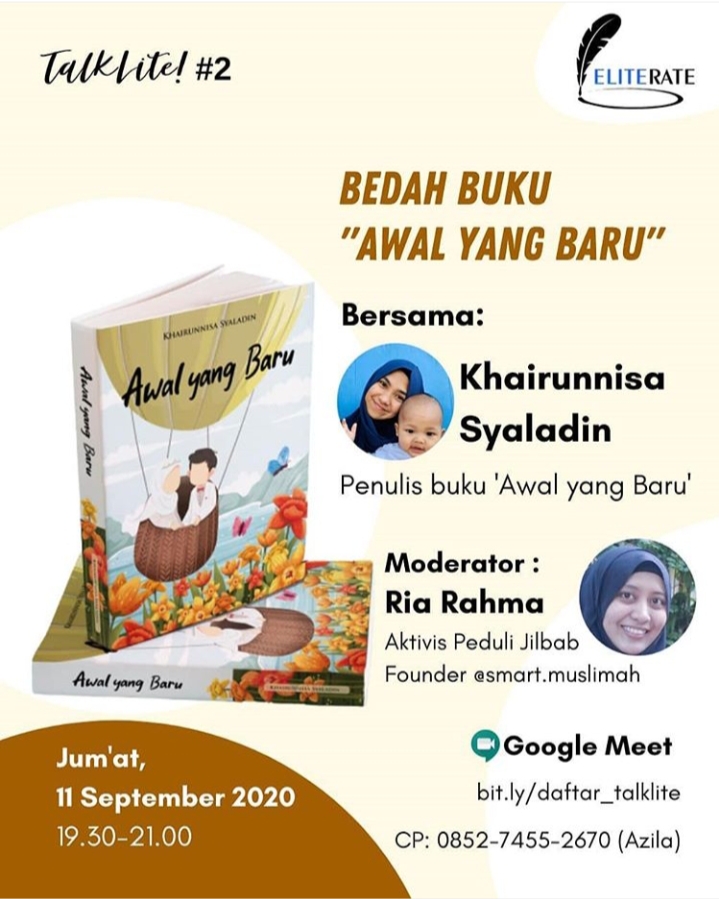 TalkLite! #2
ELITERATE
BEDAH BUKU
"AWAL YANG BARU"
Bersama:
Khairunnisa
Syaladin
Penulis buku 'Awal yang Baru'
KHAIRUNNISA SYALADIN
Awal yang Baru
Awal yang Baru
Awal yang Baru
KHAIRUNNISA SYALADIN
Moderator :
Ria Rahma
Aktivis Peduli Jilbab
Founder @smart.muslimah
Jum'at,
11 September 2020
19.30-21.00
Google Meet
bit.ly/daftar_talklite
CP: 0852-7455-2670 (Azila)